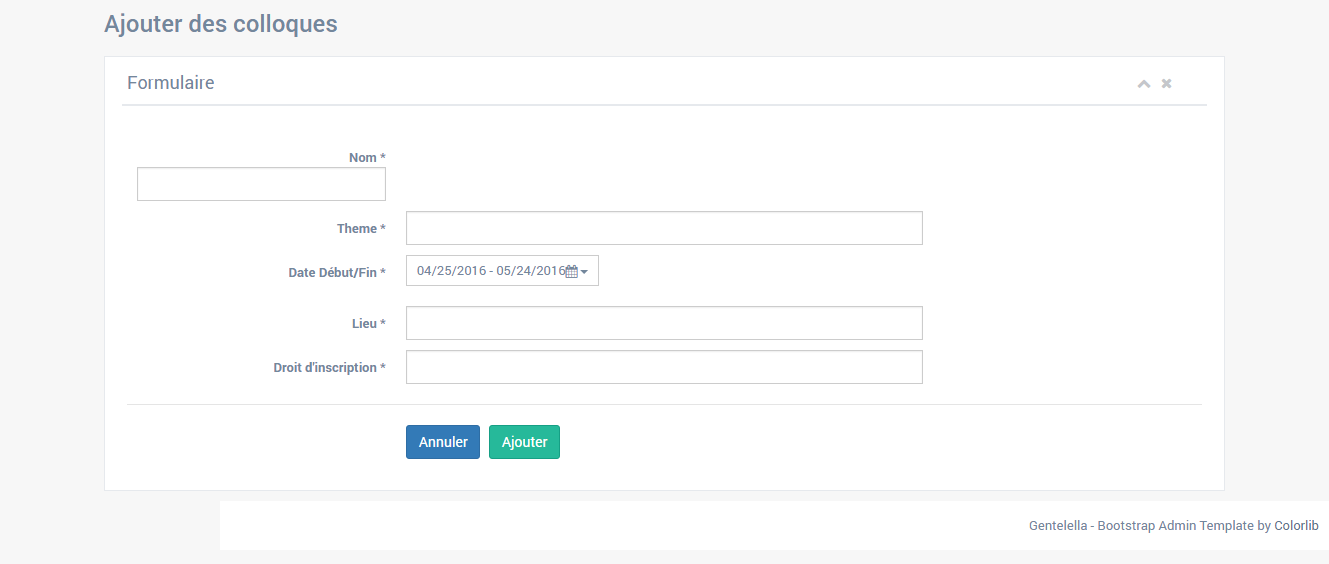 Ajouter des colloques
Formulaire
Nom *
Theme *
Date Début/Fin * 04/25/2016 - 05/24/2016
Lieu *
Droit d'inscription *
Annuler Ajouter
Gentelella - Bootstrap Admin Template by Colorlib